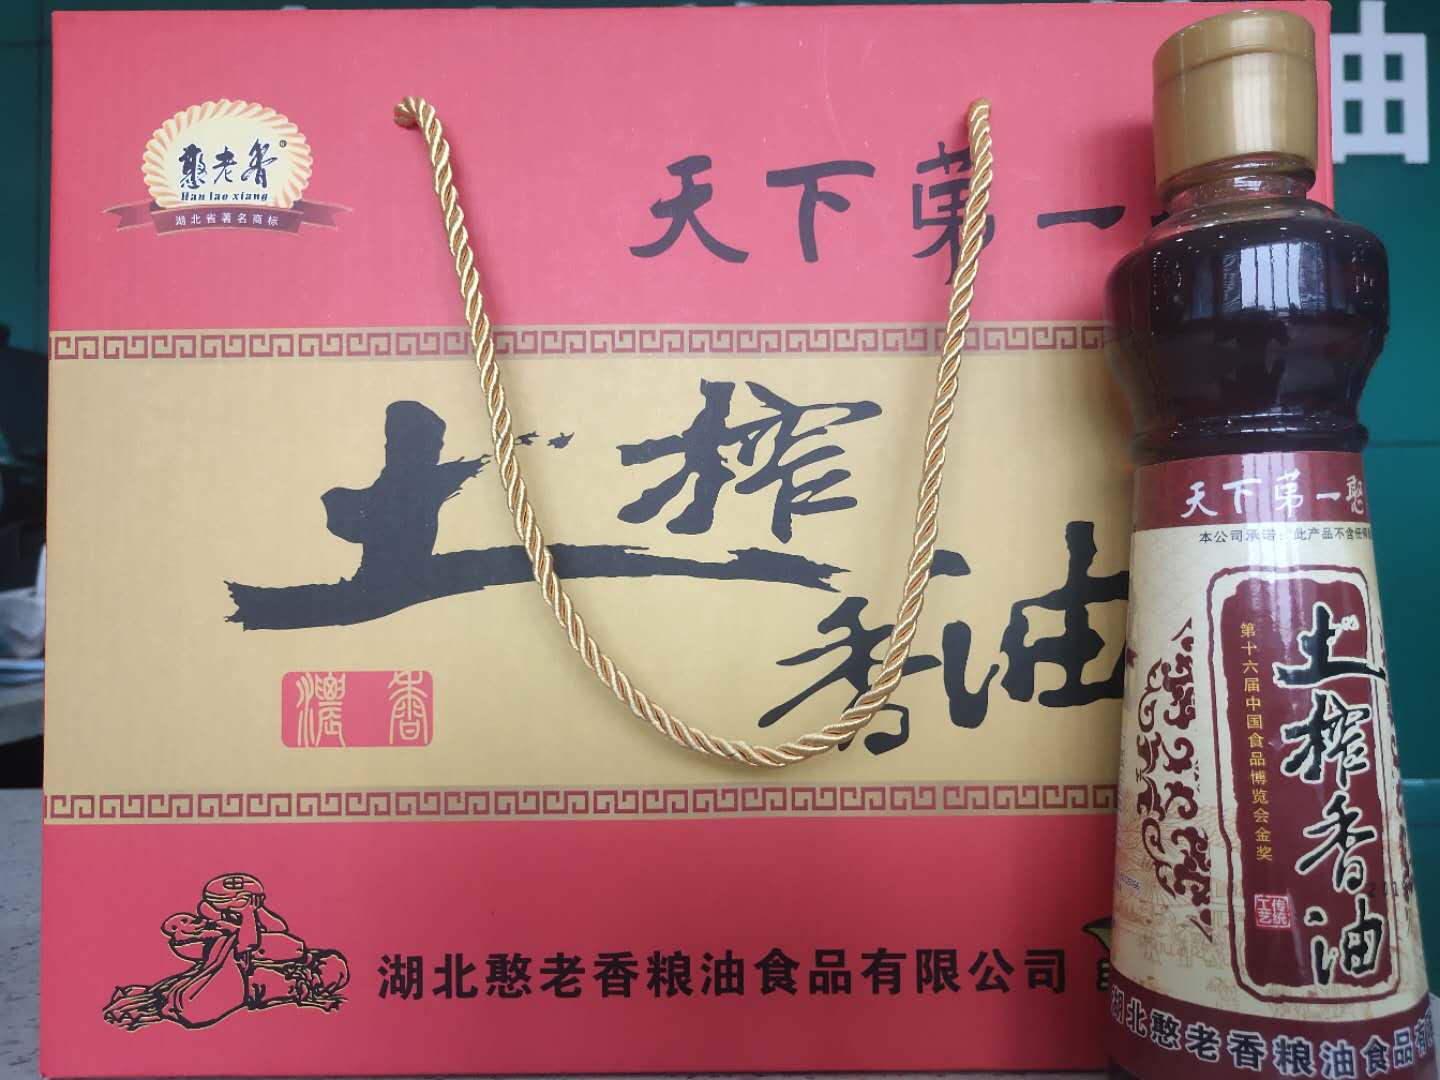 油
憨老香®
Han lao xiang
湖北省著名商标
天下第一
土榨
香油
濃香
湖北憨老香粮油食品有限公司
天下第一憨
本公司承诺:此产品不含任何
第十六届中国食品博览会金奖
土榨香油
传统
工艺
湖北憨老香粮油食品有